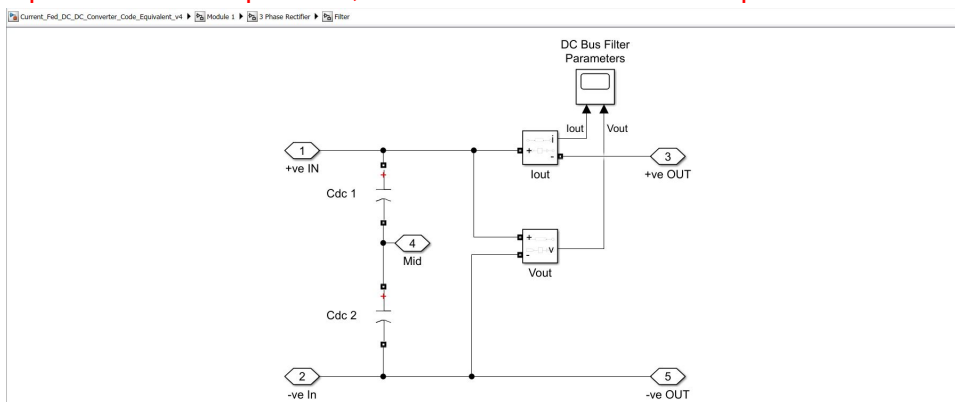 Current_Fed_DC_DC_Converter_Code_Equivalent_v4 Module 1 3 Phase Rectifier Filter
DC Bus Filter
Parameters
Iout Vout
i
1
+
-
3
+ve IN
Iout
+ve OUT
+
Cdc 1
+
v
-
4
Mid
Vout
+
Cdc 2
2
5
-ve In
-ve OUT